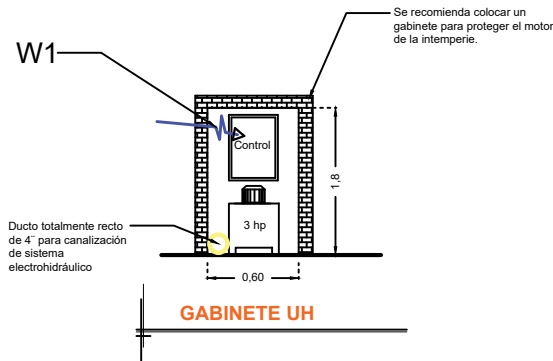 Se recomienda colocar un
gabinete para proteger el motor
de la intemperie.
W1
Control
1,8
3 hp
Ducto totalmente recto
de 4¨ para canalización
de sistema
electrohidráulico
0,60
GABINETE UH